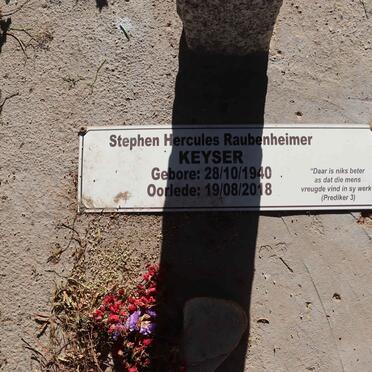 Stephen Hercules Raubenheimer
KEYSER
Gebore: 28/10/1940
Oorlede: 19/08/2018
"Daar is niks beter
as dat die mens
vreugde vind in sy werk
(Prediker 3)